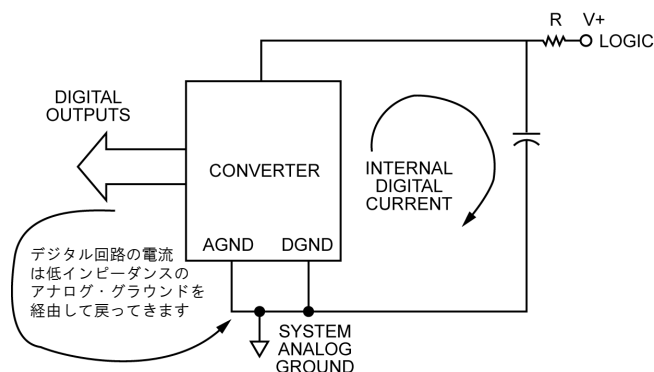 R V+
LOGIC
DIGITAL
OUTPUTS
CONVERTER
INTERNAL
DIGITAL
CURRENT
AGND DGND
デジタル回路の電流
は低インピーダンスの
アナログ・グラウンドを
経由して戻ってきます
SYSTEM
ANALOG
GROUND